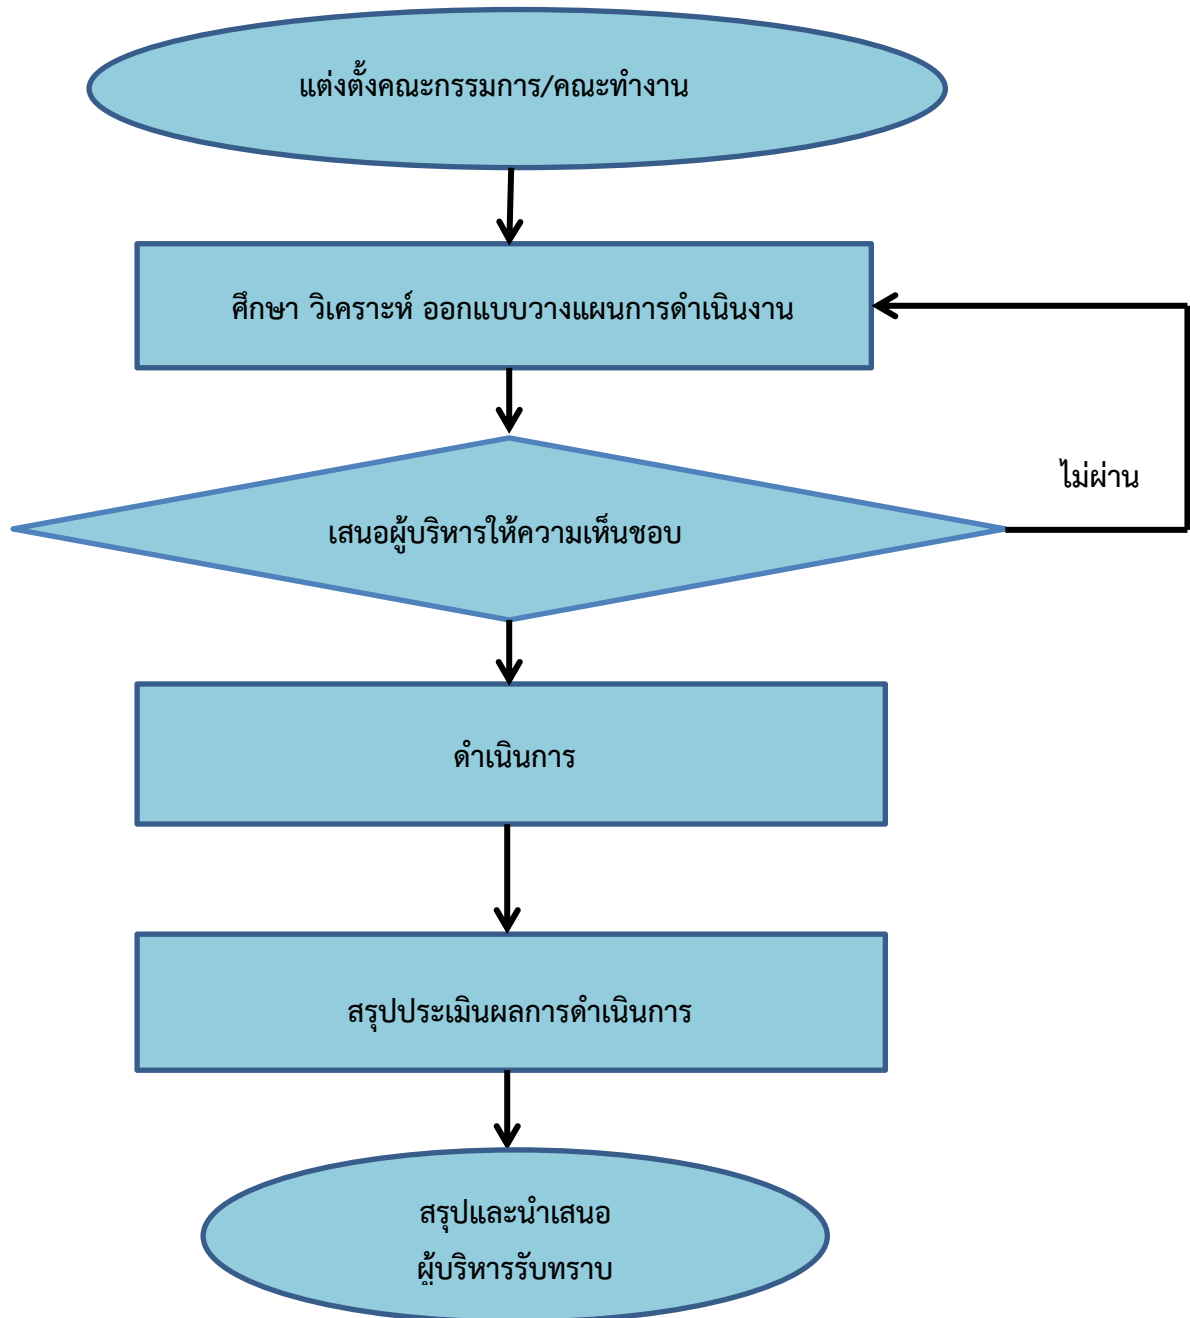 แต่งตั้งคณะกรรมการ/คณะทำงาน
ศึกษา วิเคราะห์ ออกแบบวางแผนการดำเนินงาน
ไม่ผ่าน
เสนอผู้บริหารให้ความเห็นชอบ
ดำเนินการ
สรุปประเมินผลการดำเนินการ
สรุปและนำเสนอ
ผู้บริหารรับทราบ